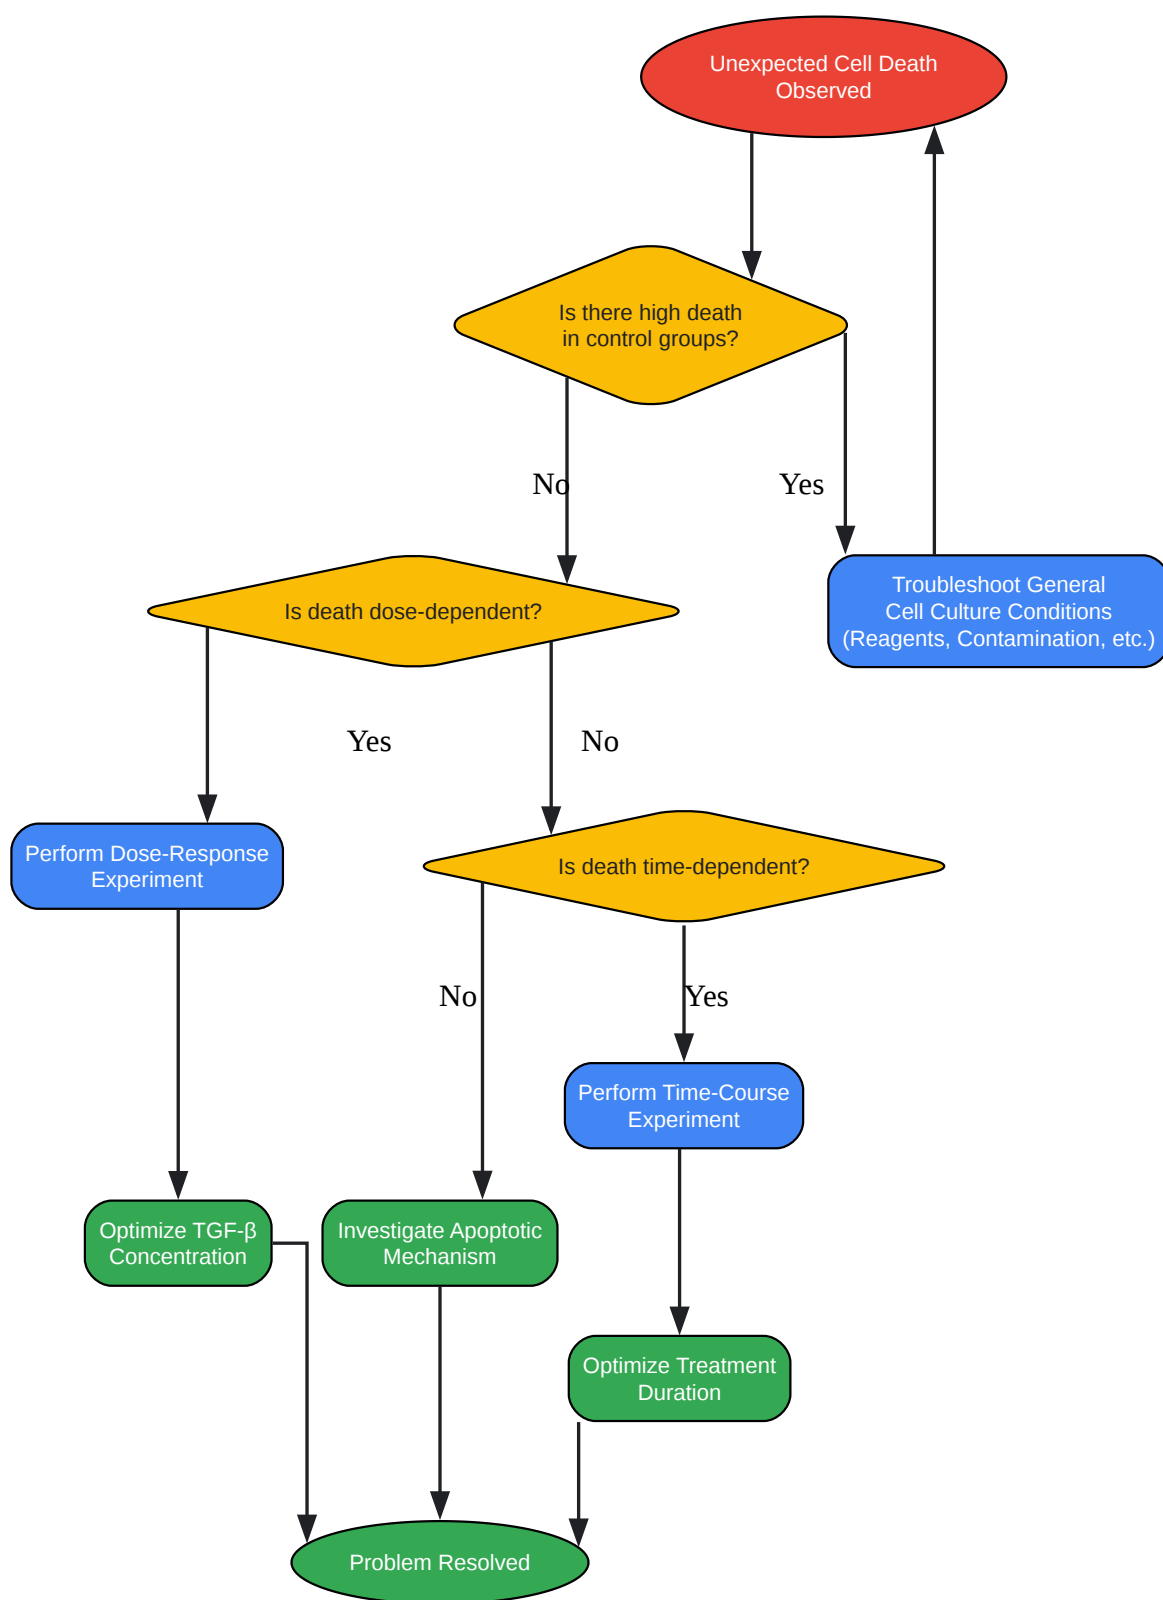 Unexpected Cell Death
Observed
Is there high death
in control groups?
No
Yes
Troubleshoot General
Cell Culture Conditions
(Reagents, Contamination, etc.)
Is death dose-dependent?
Yes
No
Perform Dose-Response
Experiment
Is death time-dependent?
No
Yes
Perform Time-Course
Experiment
Optimize TGF-β
Concentration
Investigate Apoptotic
Mechanism
Optimize Treatment
Duration
Problem Resolved